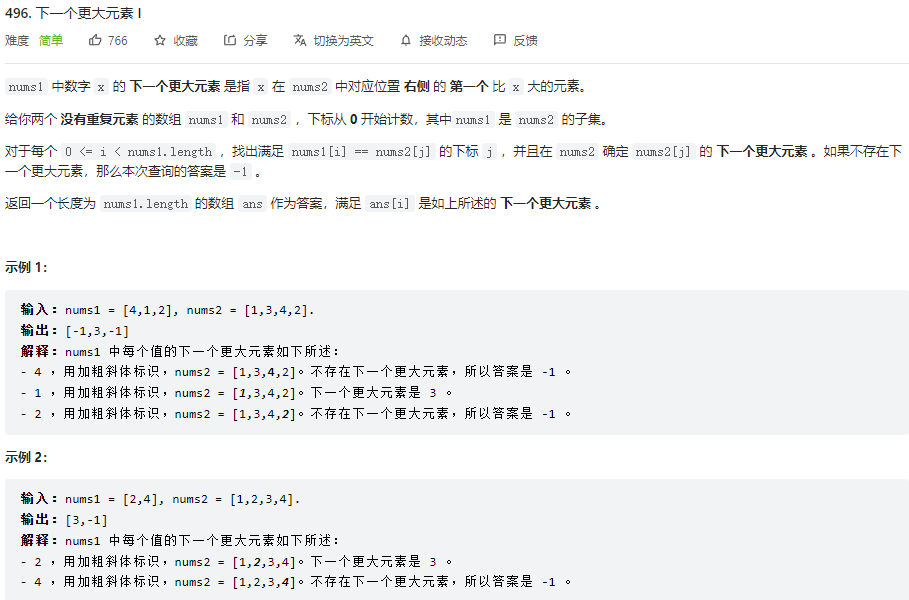 496. 下一个更大元素 I
难度 简单 766 收藏 分享 切换为英文 接收动态 反馈
nums1 中数字 x 的 下一个更大元素 是指 x 在 nums2 中对应位置 右侧 的 第一个 比 x 大的元素。
给你两个 没有重复元素 的数组 nums1 和 nums2 ，下标从 0 开始计数，其中nums1 是 nums2 的子集。
对于每个 0 <= i < nums1.length ，找出满足 nums1[i] == nums2[j] 的下标 j ，并且在 nums2 确定 nums2[j] 的 下一个更大元素 。如果不存在下
一个更大元素，那么本次查询的答案是 -1 。
返回一个长度为 nums1.length 的数组 ans 作为答案，满足 ans[i] 是如上所述的 下一个更大元素 。
示例 1：
输入：nums1 = [4,1,2], nums2 = [1,3,4,2].
输出：[-1,3,-1]
解释：nums1 中每个值的下一个更大元素如下所述：
- 4 ，用加粗斜体标识，nums2 = [1,3,4,2]。不存在下一个更大元素，所以答案是 -1 。
- 1 ，用加粗斜体标识，nums2 = [1,3,4,2]。下一个更大元素是 3 。
- 2 ，用加粗斜体标识，nums2 = [1,3,4,2]。不存在下一个更大元素，所以答案是 -1 。
示例 2：
输入：nums1 = [2,4], nums2 = [1,2,3,4].
输出：[3,-1]
解释：nums1 中每个值的下一个更大元素如下所述：
- 2 ，用加粗斜体标识，nums2 = [1,2,3,4]。下一个更大元素是 3 。
- 4 ，用加粗斜体标识，nums2 = [1,2,3,4]。不存在下一个更大元素，所以答案是 -1 。